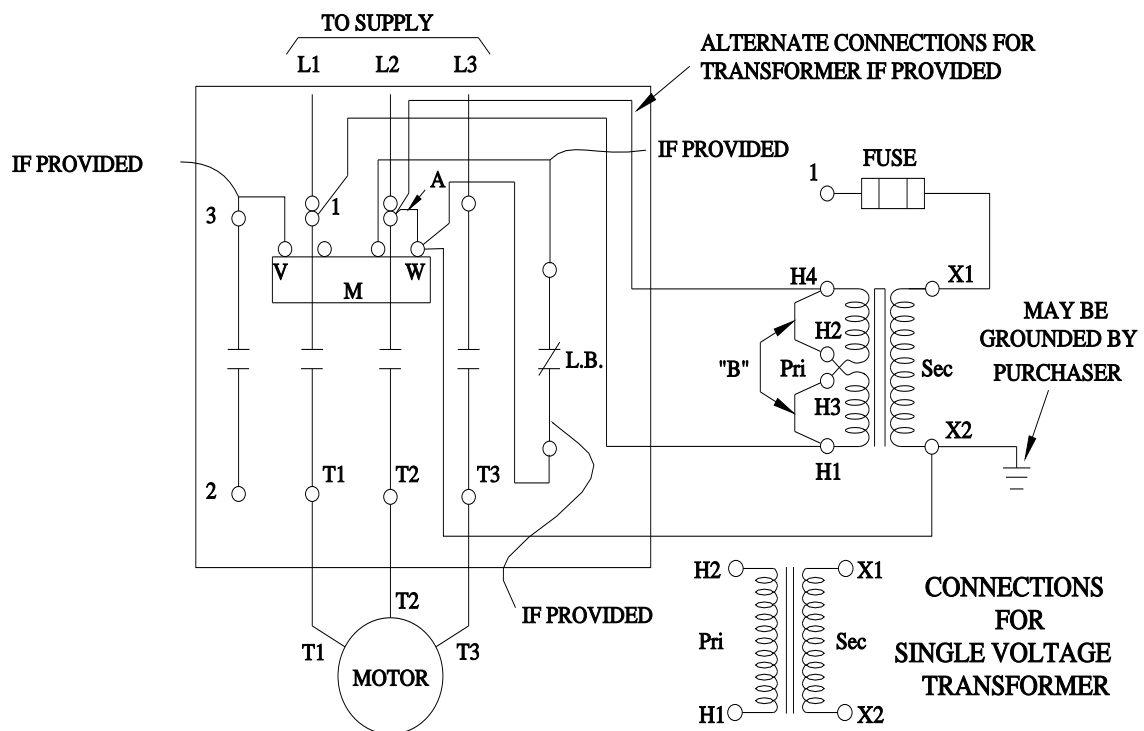 TO SUPPLY
L1 L2 L3
ALTERNATE CONNECTIONS FOR
TRANSFORMER IF PROVIDED
IF PROVIDED
IF PROVIDED
A
3
1
V
W
M
L.B.
2
T1
T2
T3
T2
T1
T3
MOTOR
IF PROVIDED
1
FUSE
H4
H2
"B"
Pri
H3
H1
Sec
X1
X2
MAY BE
GROUNDED BY
PURCHASER
H2
X1
Pri
Sec
H1
X2
CONNECTIONS
FOR
SINGLE VOLTAGE
TRANSFORMER